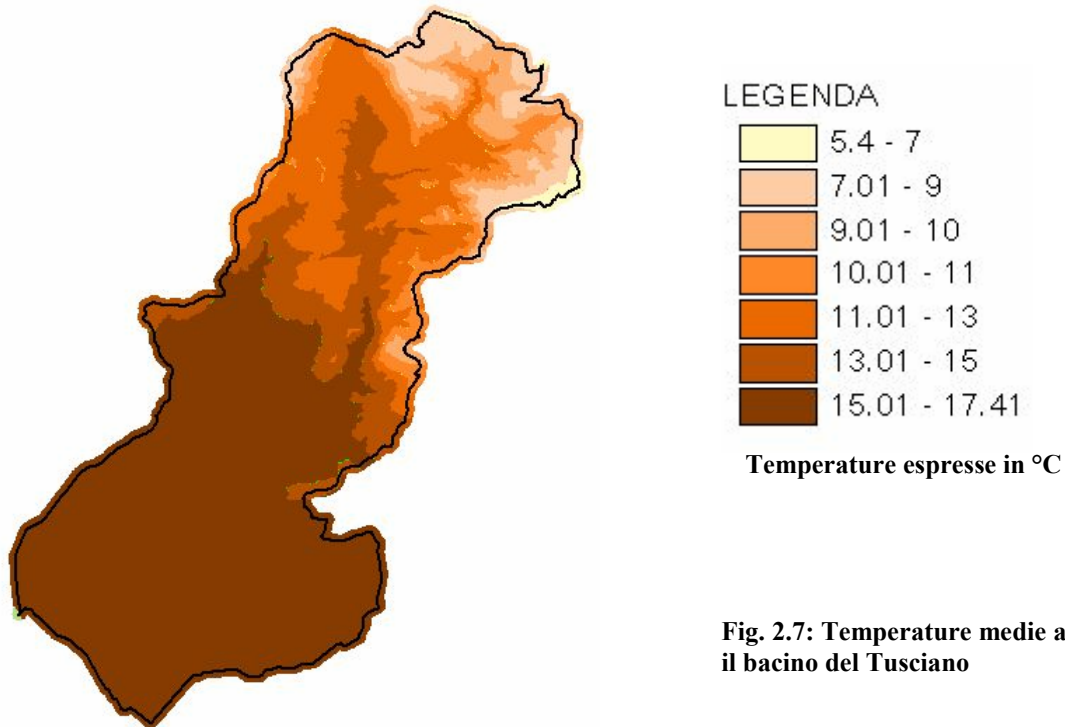 LEGENDA
5.4 - 7
7.01 - 9
9.01 - 10
10.01 - 11
11.01 - 13
13.01 - 15
15.01 - 17.41
Temperature espresse in °C
Fig. 2.7: Temperature medie a
il bacino del Tusciano